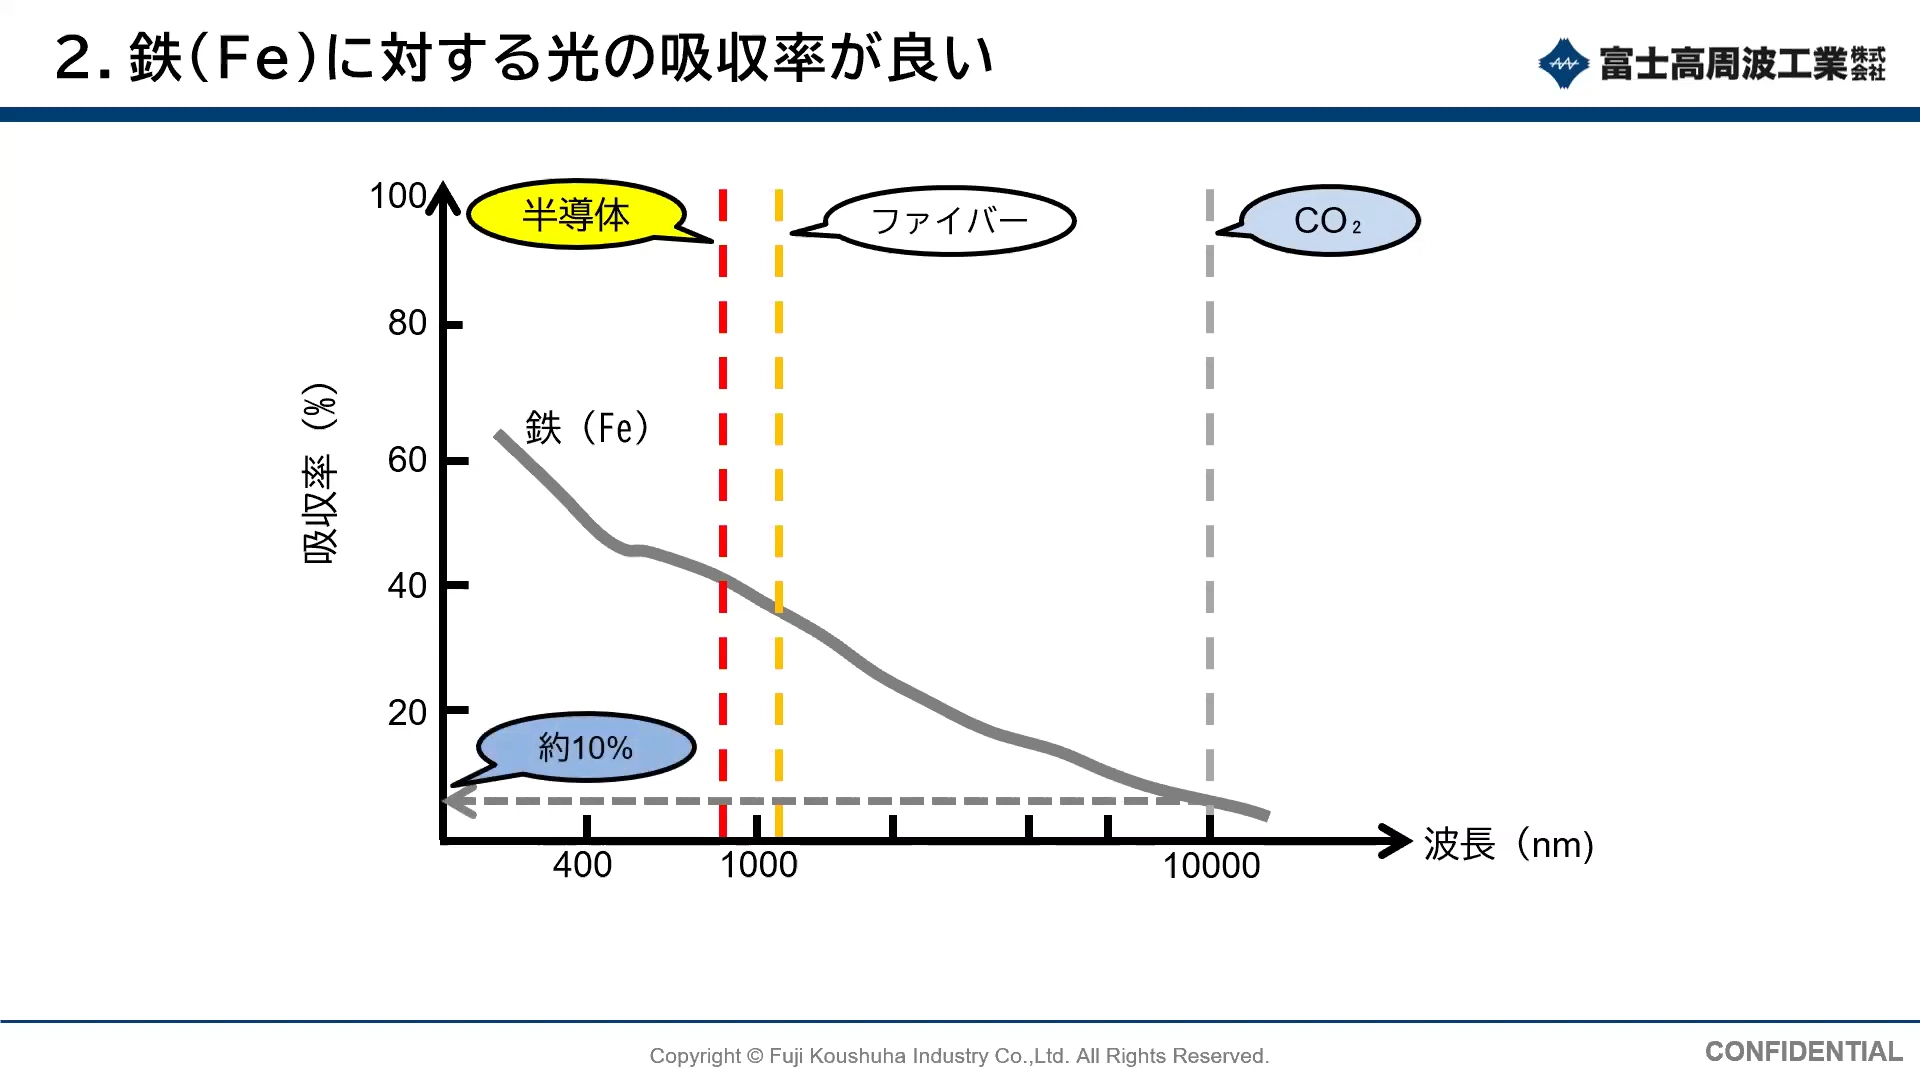 2. 鉄(Fe)に対する光の吸収率が良い
富士高周波工業株式会社
100
半導体
ファイバー
CO₂
80
吸収率（%）
鉄（Fe）
60
40
20
約10%
400
1000
10000
波長（nm)
Copyright © Fuji Koushuha Industry Co.,Ltd. All Rights Reserved.
CONFIDENTIAL